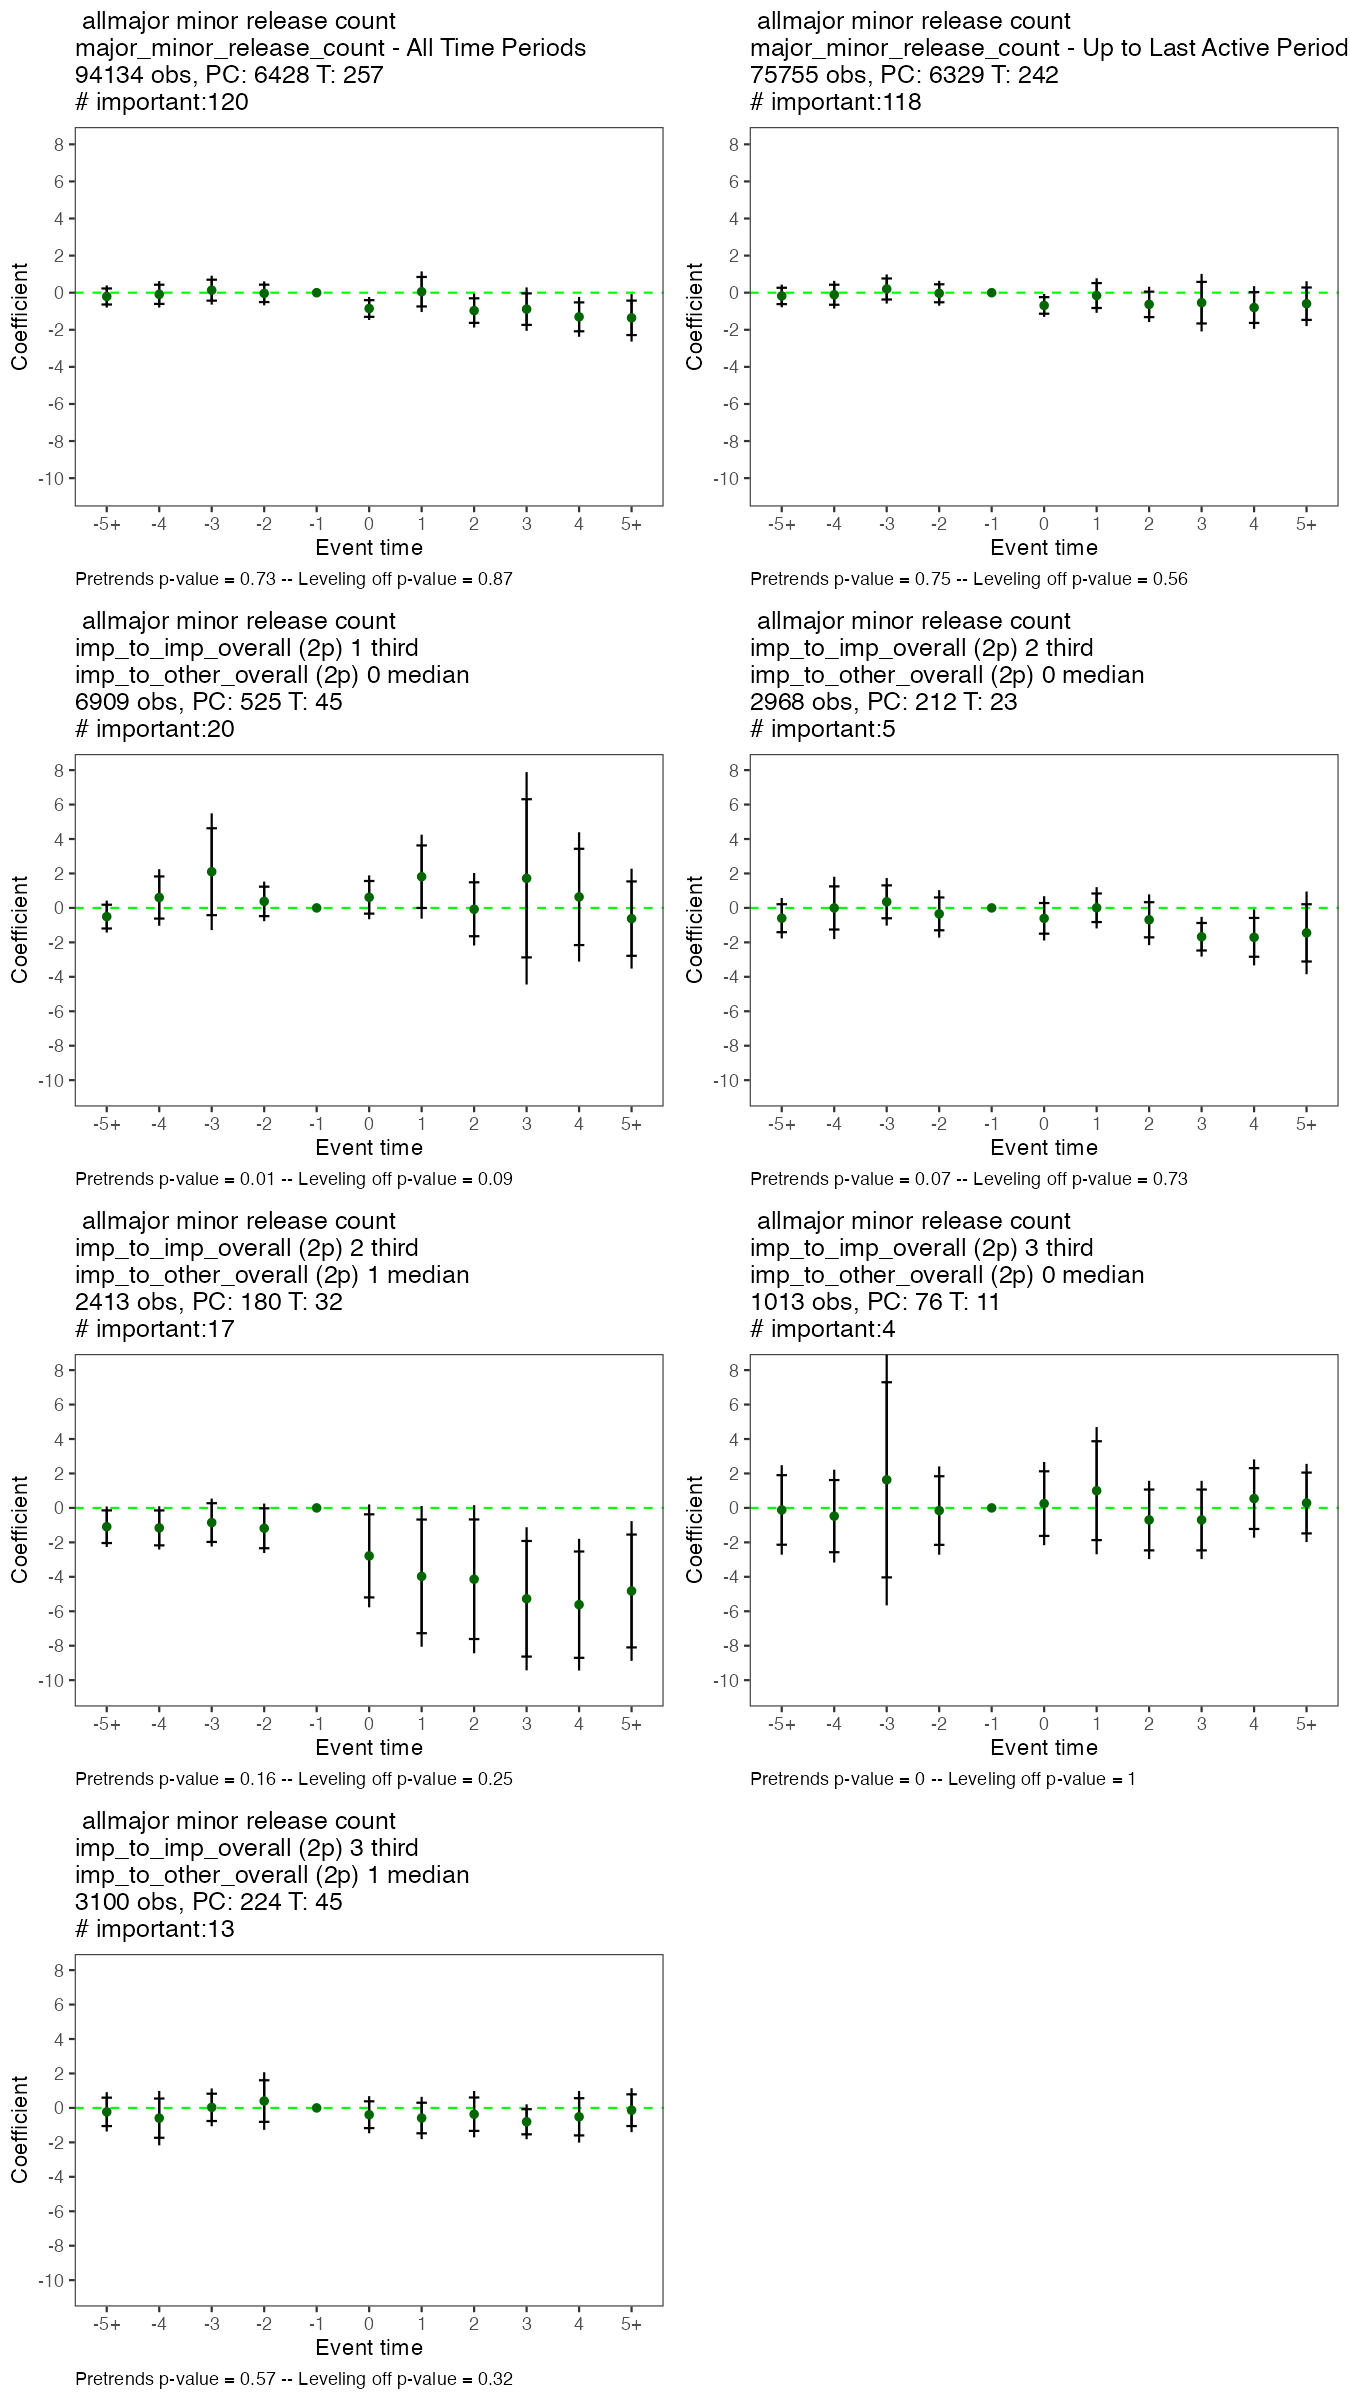 allmajor minor release count
major_minor_release_count - All Time Periods
94134 obs, PC: 6428 T: 257
# important:120
8
6
4
2
0
-2
-4
-6
-8
-10
Coefficient
-5+ -4 -3 -2 -1 0 1 2 3 4 5+
Event time
Pretrends p-value = 0.73 -- Leveling off p-value = 0.87
allmajor minor release count
major_minor_release_count - Up to Last Active Period
75755 obs, PC: 6329 T: 242
# important:118
8
6
4
2
0
-2
-4
-6
-8
-10
Coefficient
-5+ -4 -3 -2 -1 0 1 2 3 4 5+
Event time
Pretrends p-value = 0.75 -- Leveling off p-value = 0.56
allmajor minor release count
imp_to_imp_overall (2p) 1 third
imp_to_other_overall (2p) 0 median
6909 obs, PC: 525 T: 45
# important:20
8
6
4
2
0
-2
-4
-6
-8
-10
Coefficient
-5+ -4 -3 -2 -1 0 1 2 3 4 5+
Event time
Pretrends p-value = 0.01 -- Leveling off p-value = 0.09
allmajor minor release count
imp_to_imp_overall (2p) 2 third
imp_to_other_overall (2p) 0 median
2968 obs, PC: 212 T: 23
# important:5
8
6
4
2
0
-2
-4
-6
-8
-10
Coefficient
-5+ -4 -3 -2 -1 0 1 2 3 4 5+
Event time
Pretrends p-value = 0.07 -- Leveling off p-value = 0.73
allmajor minor release count
imp_to_imp_overall (2p) 2 third
imp_to_other_overall (2p) 1 median
2413 obs, PC: 180 T: 32
# important:17
8
6
4
2
0
-2
-4
-6
-8
-10
Coefficient
-5+ -4 -3 -2 -1 0 1 2 3 4 5+
Event time
Pretrends p-value = 0.16 -- Leveling off p-value = 0.25
allmajor minor release count
imp_to_imp_overall (2p) 3 third
imp_to_other_overall (2p) 0 median
1013 obs, PC: 76 T: 11
# important:4
8
6
4
2
0
-2
-4
-6
-8
-10
Coefficient
-5+ -4 -3 -2 -1 0 1 2 3 4 5+
Event time
Pretrends p-value = 0 -- Leveling off p-value = 1
allmajor minor release count
imp_to_imp_overall (2p) 3 third
imp_to_other_overall (2p) 1 median
3100 obs, PC: 224 T: 45
# important:13
8
6
4
2
0
-2
-4
-6
-8
-10
Coefficient
-5+ -4 -3 -2 -1 0 1 2 3 4 5+
Event time
Pretrends p-value = 0.57 -- Leveling off p-value = 0.32